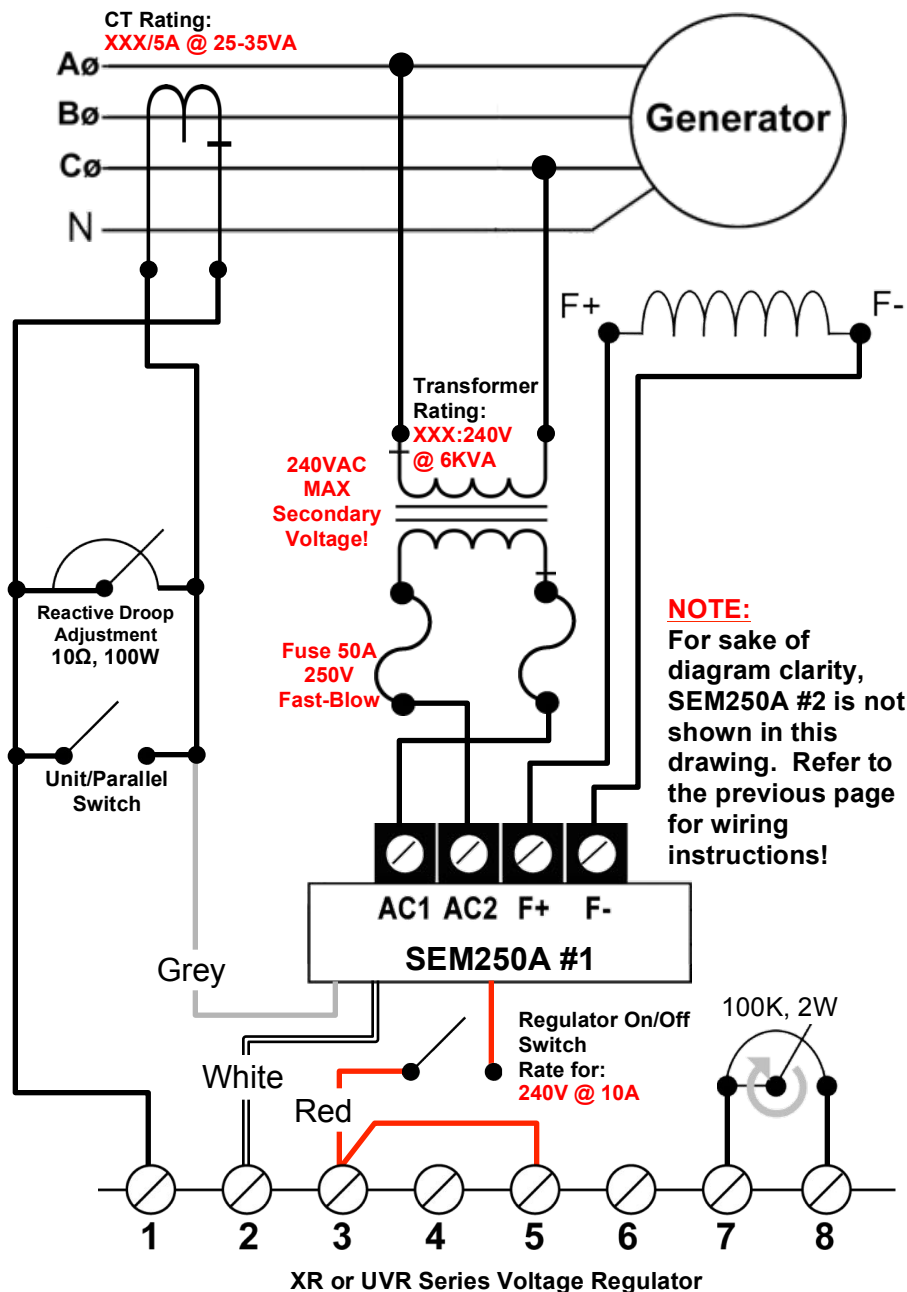 CT Rating:
XXX/5A @ 25-35VA
Aø
Bø
Cø
N
Generator
F+
F-
Transformer
Rating:
XXX:240V
@ 6KVA
240VAC
MAX
Secondary
Voltage!
Reactive Droop
Adjustment
10Ω, 100W
Fuse 50A
250V
Fast-Blow
NOTE:
For sake of
diagram clarity,
SEM250A #2 is not
shown in this
drawing. Refer to
the previous page
for wiring
instructions!
Unit/Parallel
Switch
AC1 AC2 F+ F-
SEM250A #1
Grey
White
Red
Regulator On/Off
Switch
Rate for:
240V @ 10A
100K, 2W
1 2 3 4 5 6 7 8
XR or UVR Series Voltage Regulator